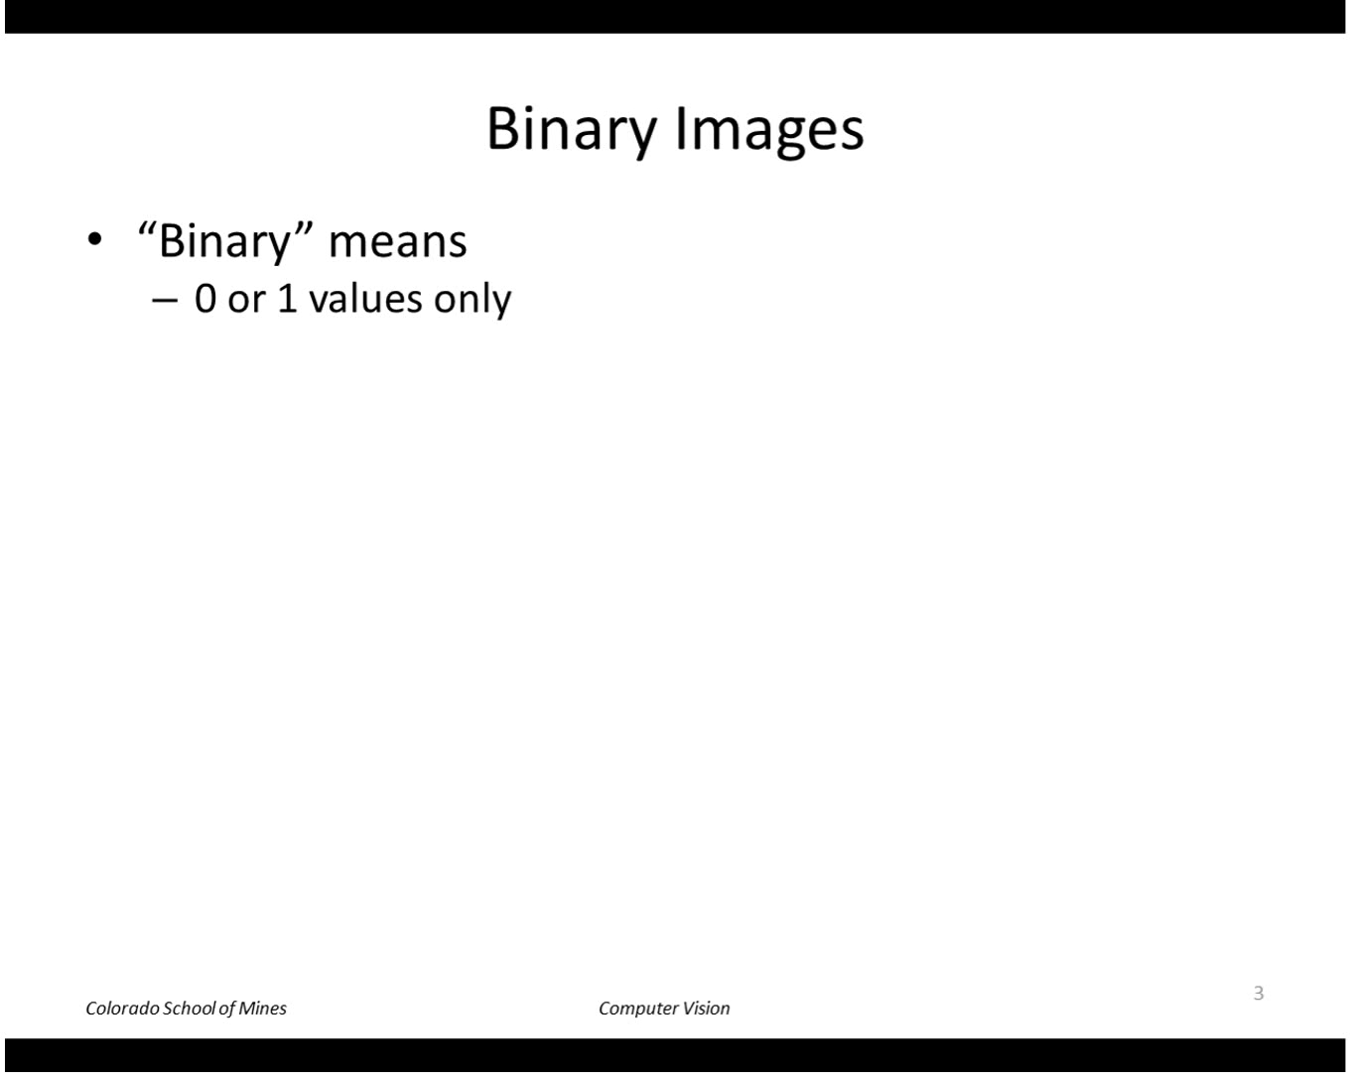 Binary Images
• “Binary” means
– 0 or 1 values only
Colorado School of Mines
Computer Vision
3